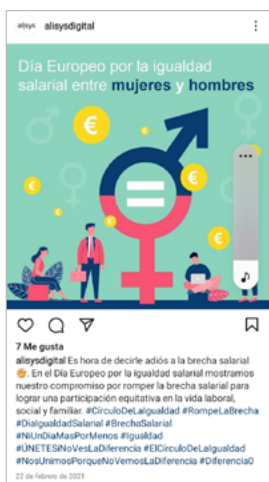 alisys alisysdigital
Día Europeo por la igualdad
salarial entre mujeres y hombres
7 Me gusta
alisysdigital Es hora de decirle adiós a la brecha salarial
👋. En el Día Europeo por la igualdad salarial mostramos
nuestro compromiso por romper la brecha salarial para
lograr una participación equitativa en la vida laboral,
social y familiar. #CírculoDeLaIgualdad #RompeLaBrecha
#DiaIgualdadSalarial #BrechaSalarial
#NiUnDiaMasPorMenos #Igualdad
#ÚNETESiNoVesLaDiferencia #ElCírculoDeLaIgualdad
#NosUnimosPorqueNoVemosLaDiferencia #Diferencia0
22 de febrero de 2021